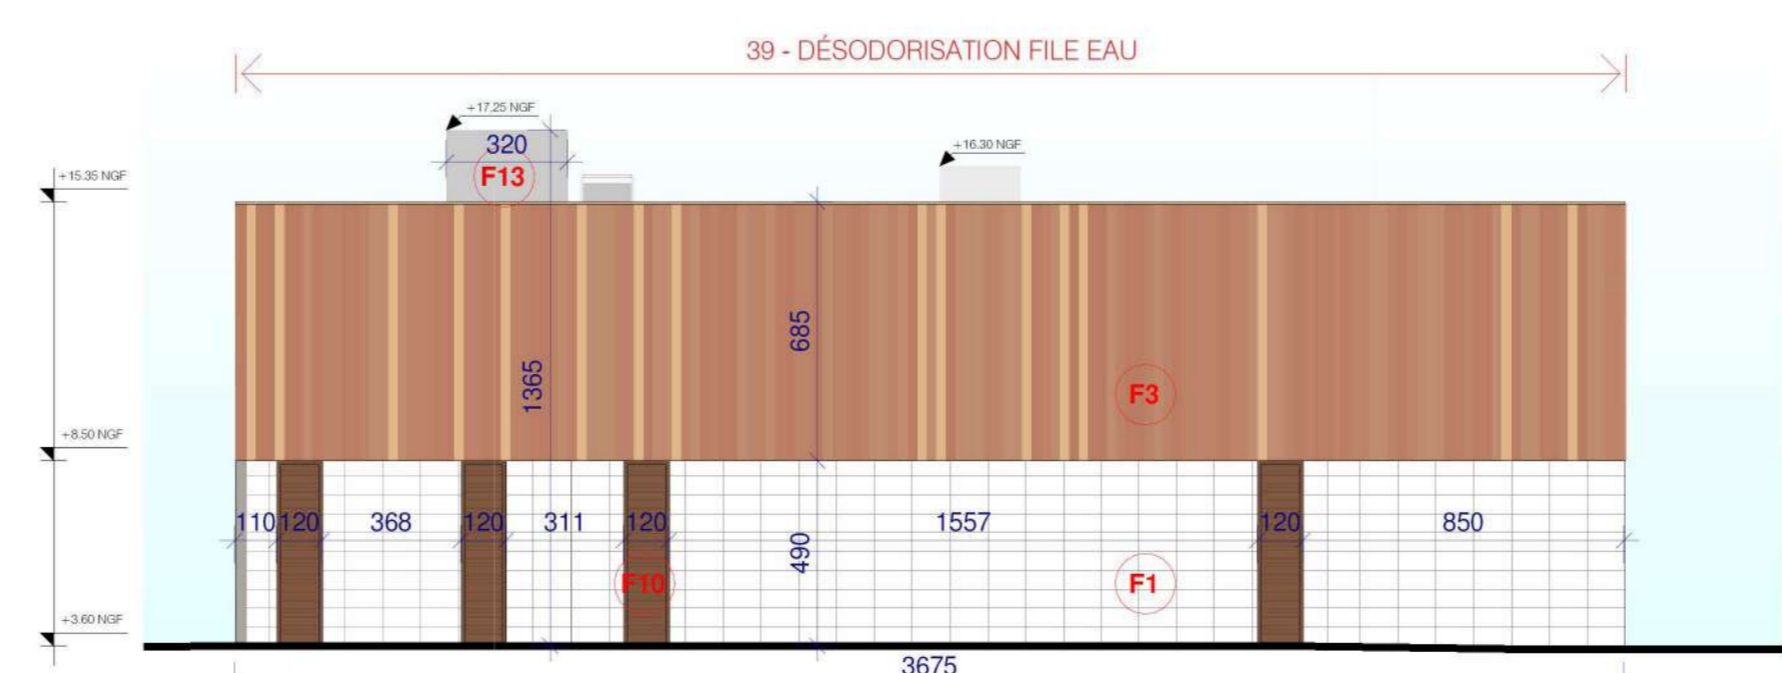 39 - DÉSODORISATION FILE EAU
+17.25 NGF
320
+16.30 NGF
F13
+15.35 NGF
685
1365
F3
+8.50 NGF
110 120 368 120 311 120 1557 120 850
490
F10
F1
+3.60 NGF
3675